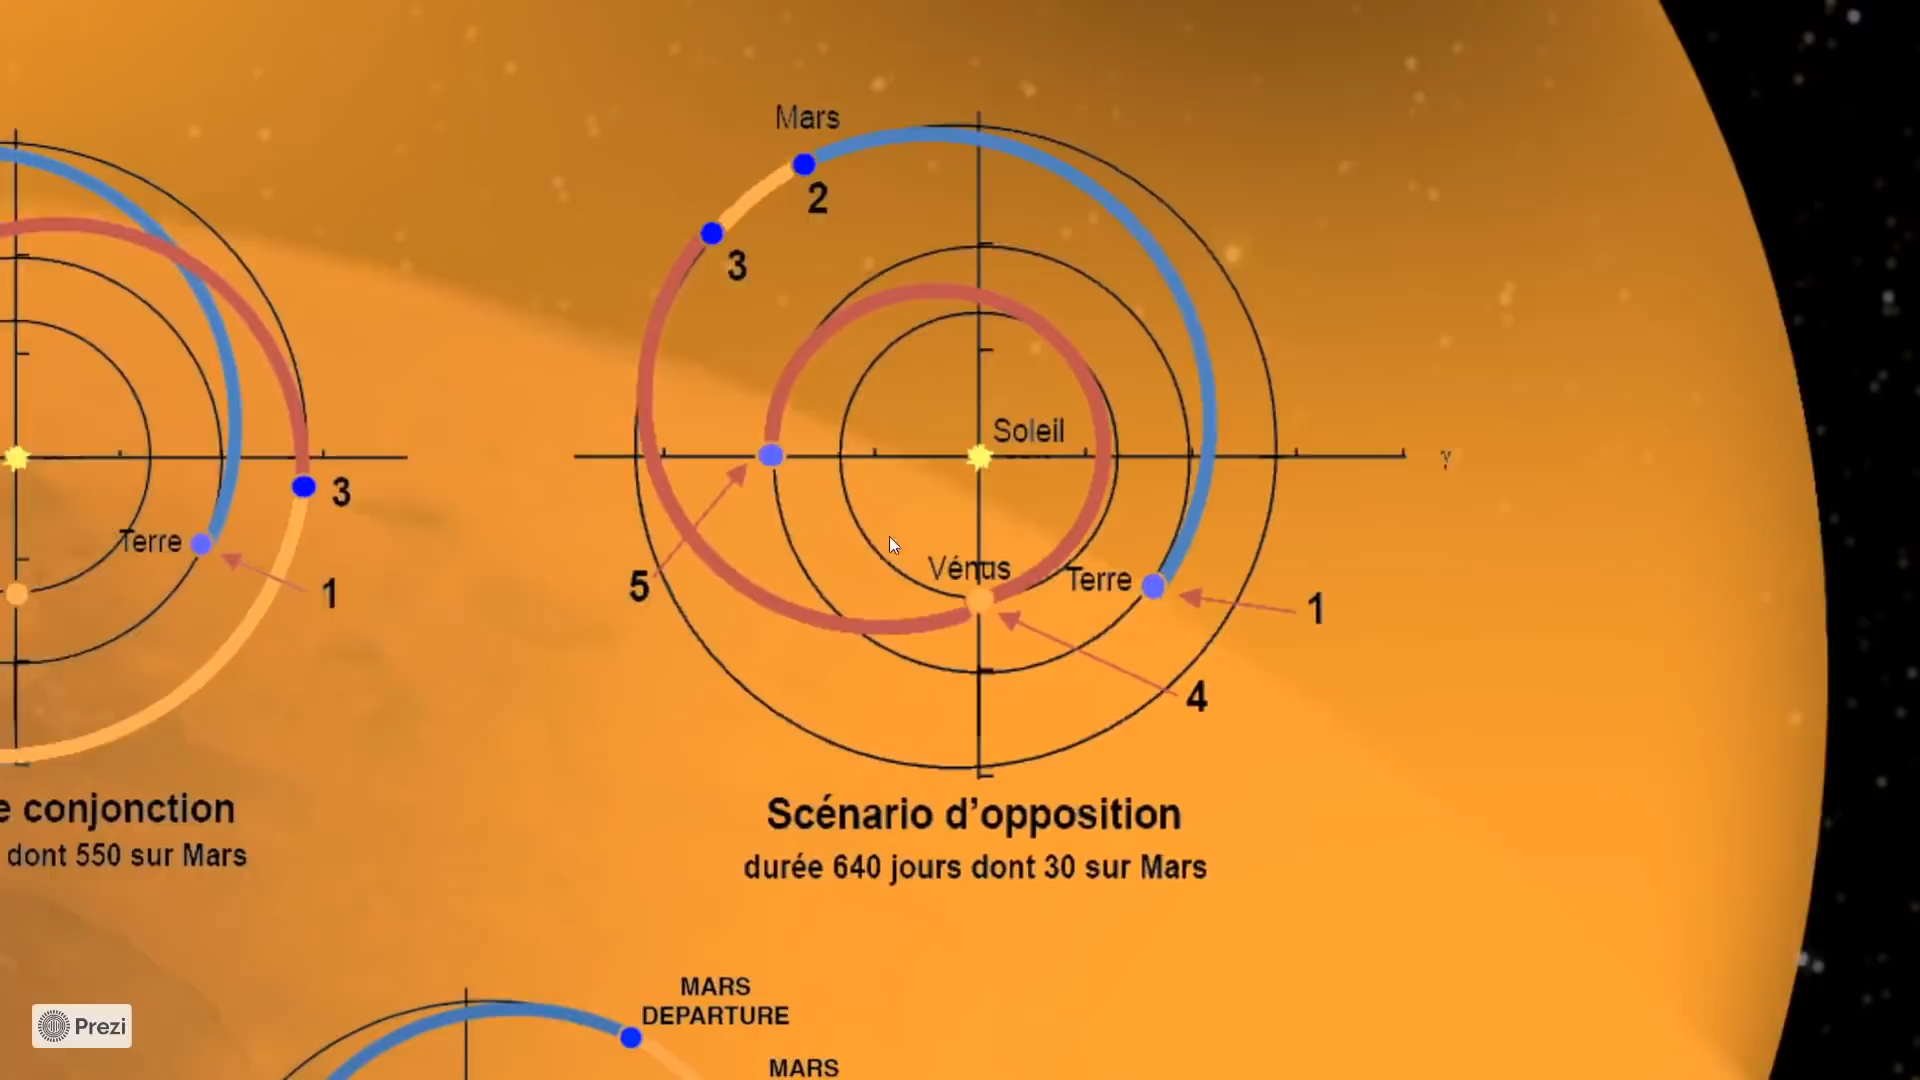 Mars
2
3
Soleil
γ
3
Terre
1
5
Vénus
Terre
1
4
e conjonction
dont 550 sur Mars
Scénario d’opposition
durée 640 jours dont 30 sur Mars
MARS
DEPARTURE
MARS
Prezi